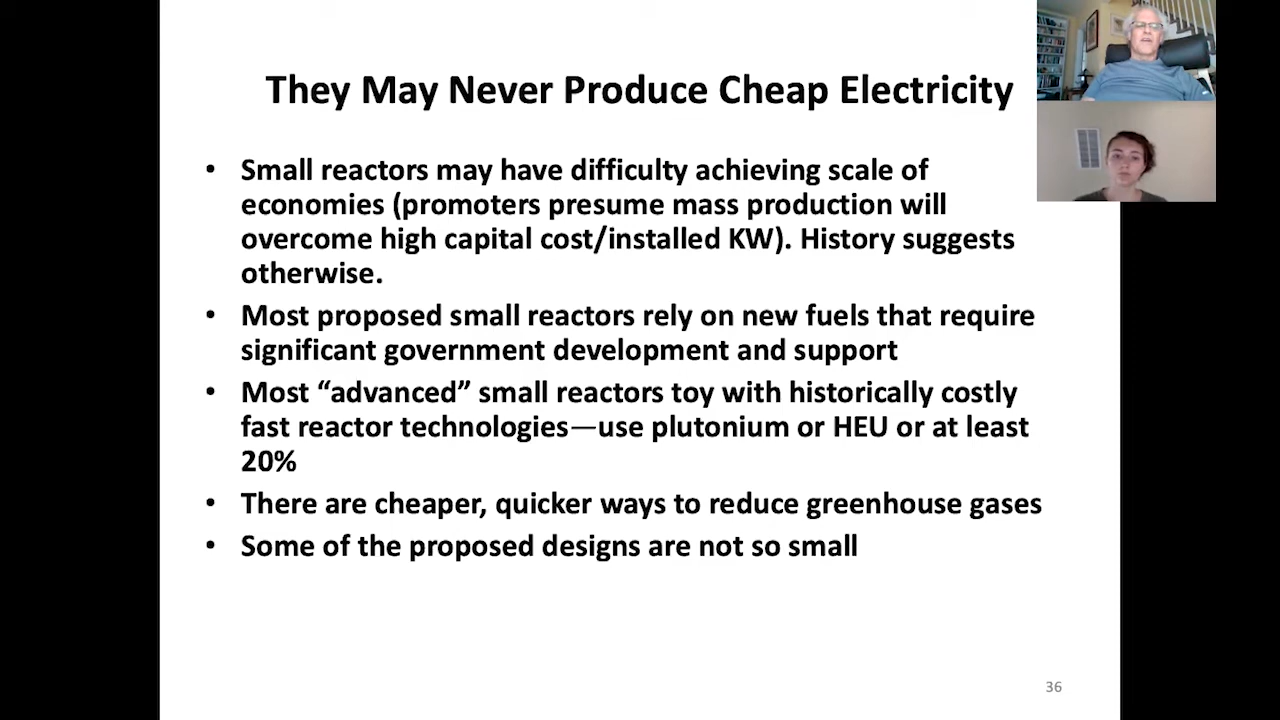 They May Never Produce Cheap Electricity
• Small reactors may have difficulty achieving scale of
economies (promoters presume mass production will
overcome high capital cost/installed KW). History suggests
otherwise.
• Most proposed small reactors rely on new fuels that require
significant government development and support
• Most “advanced” small reactors toy with historically costly
fast reactor technologies—use plutonium or HEU or at least
20%
• There are cheaper, quicker ways to reduce greenhouse gases
• Some of the proposed designs are not so small
36